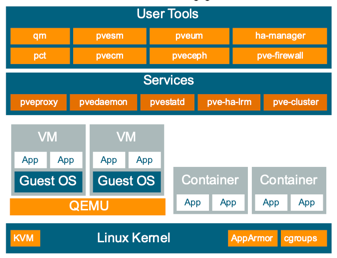 User Tools
qm pvesm pveum ha-manager
pct pvecm pveceph pve-firewall
Services
pveproxy pvedaemon pvestatd pve-ha-lrm pve-cluster
VM VM
App App App App
Guest OS Guest OS
Container Container
App App App App
QEMU
KVM Linux Kernel AppArmor cgroups